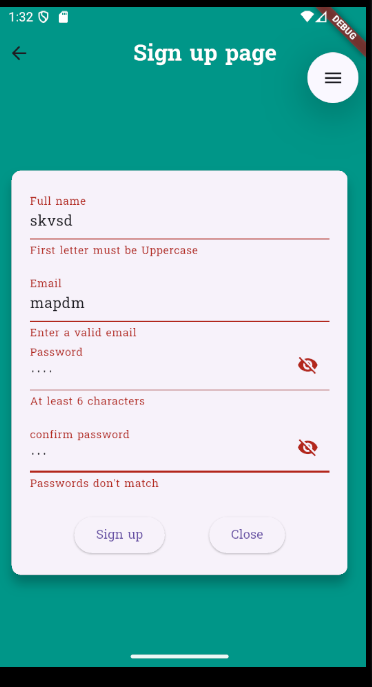 1:32
DEBUG
Sign up page
Full name
skvsd
First letter must be Uppercase
Email
mapdm
Enter a valid email
Password
....
At least 6 characters
confirm password
...
Passwords don't match
Sign up Close